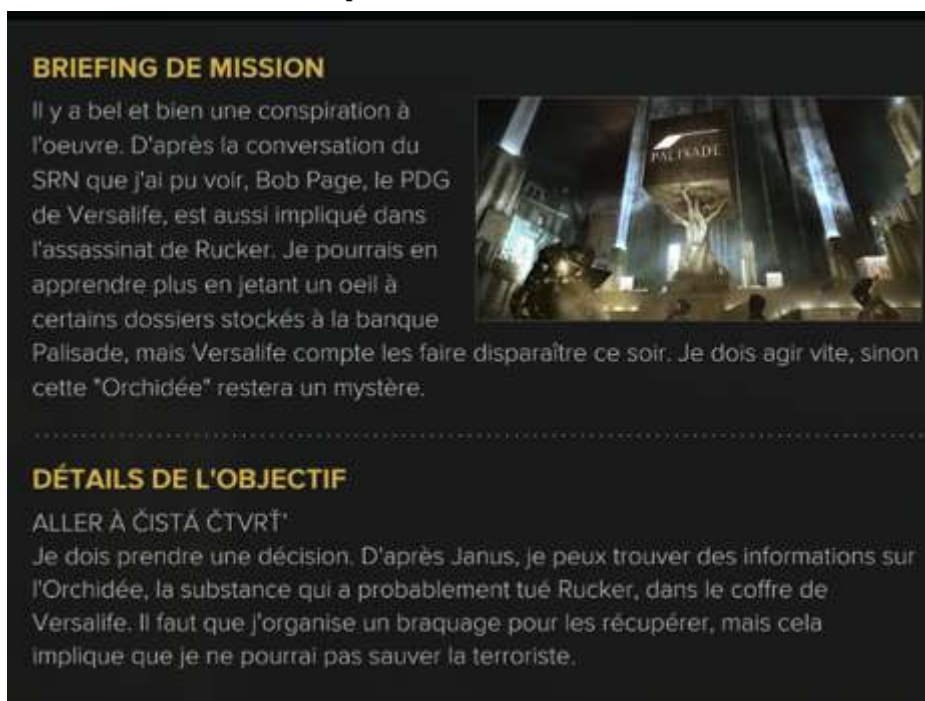 BRIEFING DE MISSION
Il y a bel et bien une conspiration à
l'oeuvre. D'après la conversation du
SRN que j'ai pu voir, Bob Page, le PDG
de Versalife, est aussi impliqué dans
l'assassinat de Rucker. Je pourrais en
apprendre plus en jetant un oeil à
certains dossiers stockés à la banque
Palisade, mais Versalife compte les faire disparaître ce soir. Je dois agir vite, sinon
cette "Orchidée" restera un mystère.
PALISADE
DÉTAILS DE L'OBJECTIF
ALLER À ČISTÁ ČTVRŤ'
Je dois prendre une décision. D'après Janus, je peux trouver des informations sur
l'Orchidée, la substance qui a probablement tué Rucker, dans le coffre de
Versalife. Il faut que j'organise un braquage pour les récupérer, mais cela
implique que je ne pourrai pas sauver la terroriste.